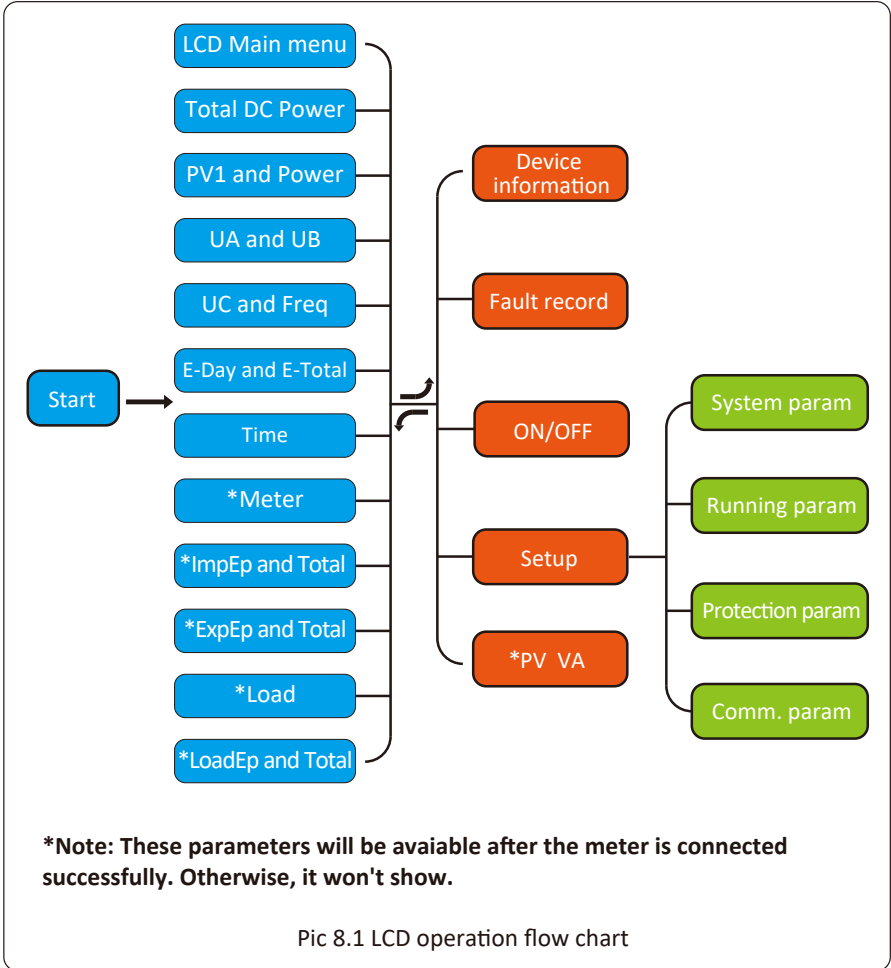 LCD Main menu
Total DC Power
PV1 and Power
UA and UB
UC and Freq
E-Day and E-Total
Time
*Meter
*ImpEp and Total
*ExpEp and Total
*Load
*LoadEp and Total
Start
Device
information
Fault record
ON/OFF
Setup
*PV VA
System param
Running param
Protection param
Comm. param
*Note: These parameters will be avaiable after the meter is connected
successfully. Otherwise, it won't show.
Pic 8.1 LCD operation flow chart